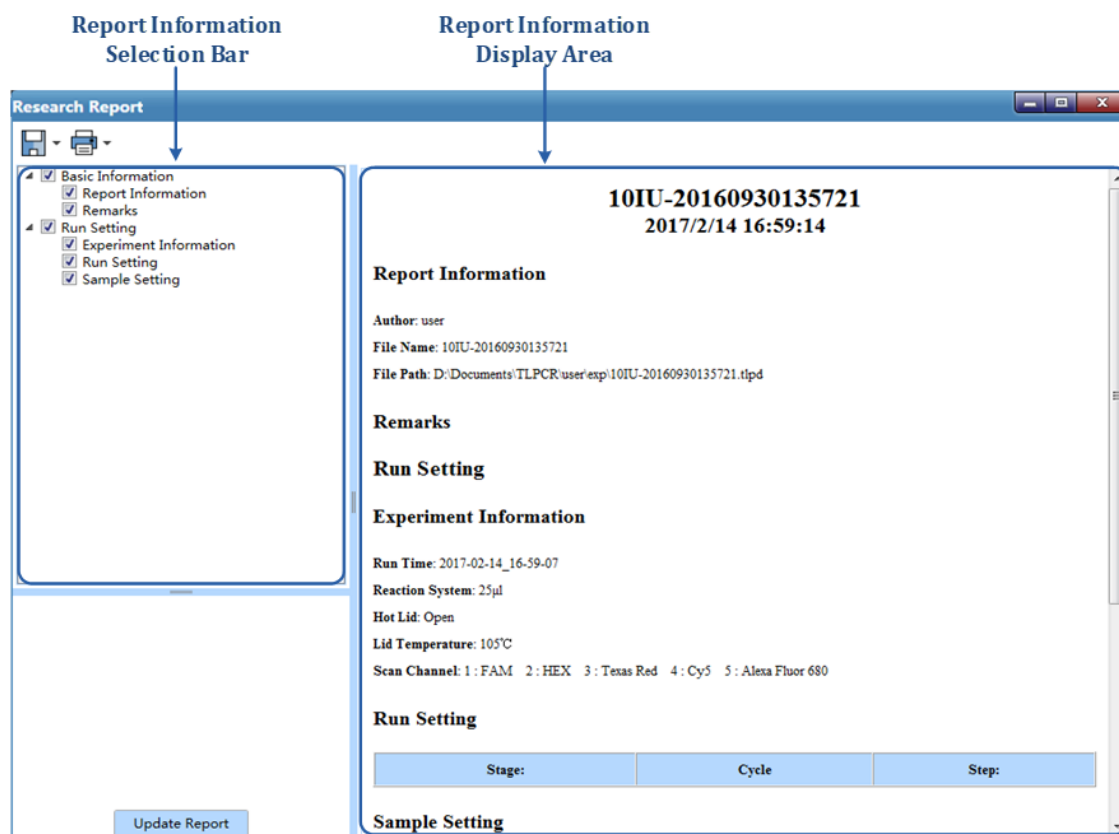 Report Information
Selection Bar
Report Information
Display Area
Research Report
Basic Information
Report Information
Remarks
Run Setting
Experiment Information
Run Setting
Sample Setting
Update Report
10IU-20160930135721
2017/2/14 16:59:14
Report Information
Author: user
File Name: 10IU-20160930135721
File Path: D:\Documents\TLPCR\user\exp\10IU-20160930135721.tlpd
Remarks
Run Setting
Experiment Information
Run Time: 2017-02-14_16-59-07
Reaction System: 25μl
Hot Lid: Open
Lid Temperature: 105℃
Scan Channel: 1 : FAM 2 : HEX 3 : Texas Red 4 : Cy5 5 : Alexa Fluor 680
Run Setting
Stage: Cycle Step:
Sample Setting